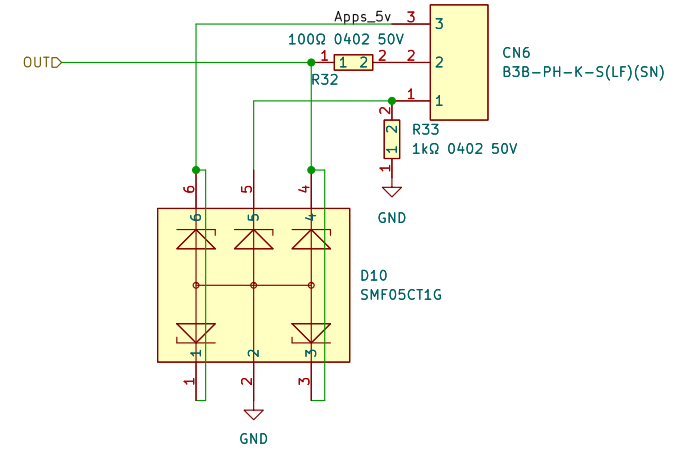 Apps_5v
3
3
100Ω 0402 50V
OUT
1
1
2
2
2
2
R32
CN6
B3B-PH-K-S(LF)(SN)
1
1
2
2
1
1
R33
1kΩ 0402 50V
GND
6
5
4
6
5
4
D10
SMF05CT1G
1
2
3
1
2
3
GND